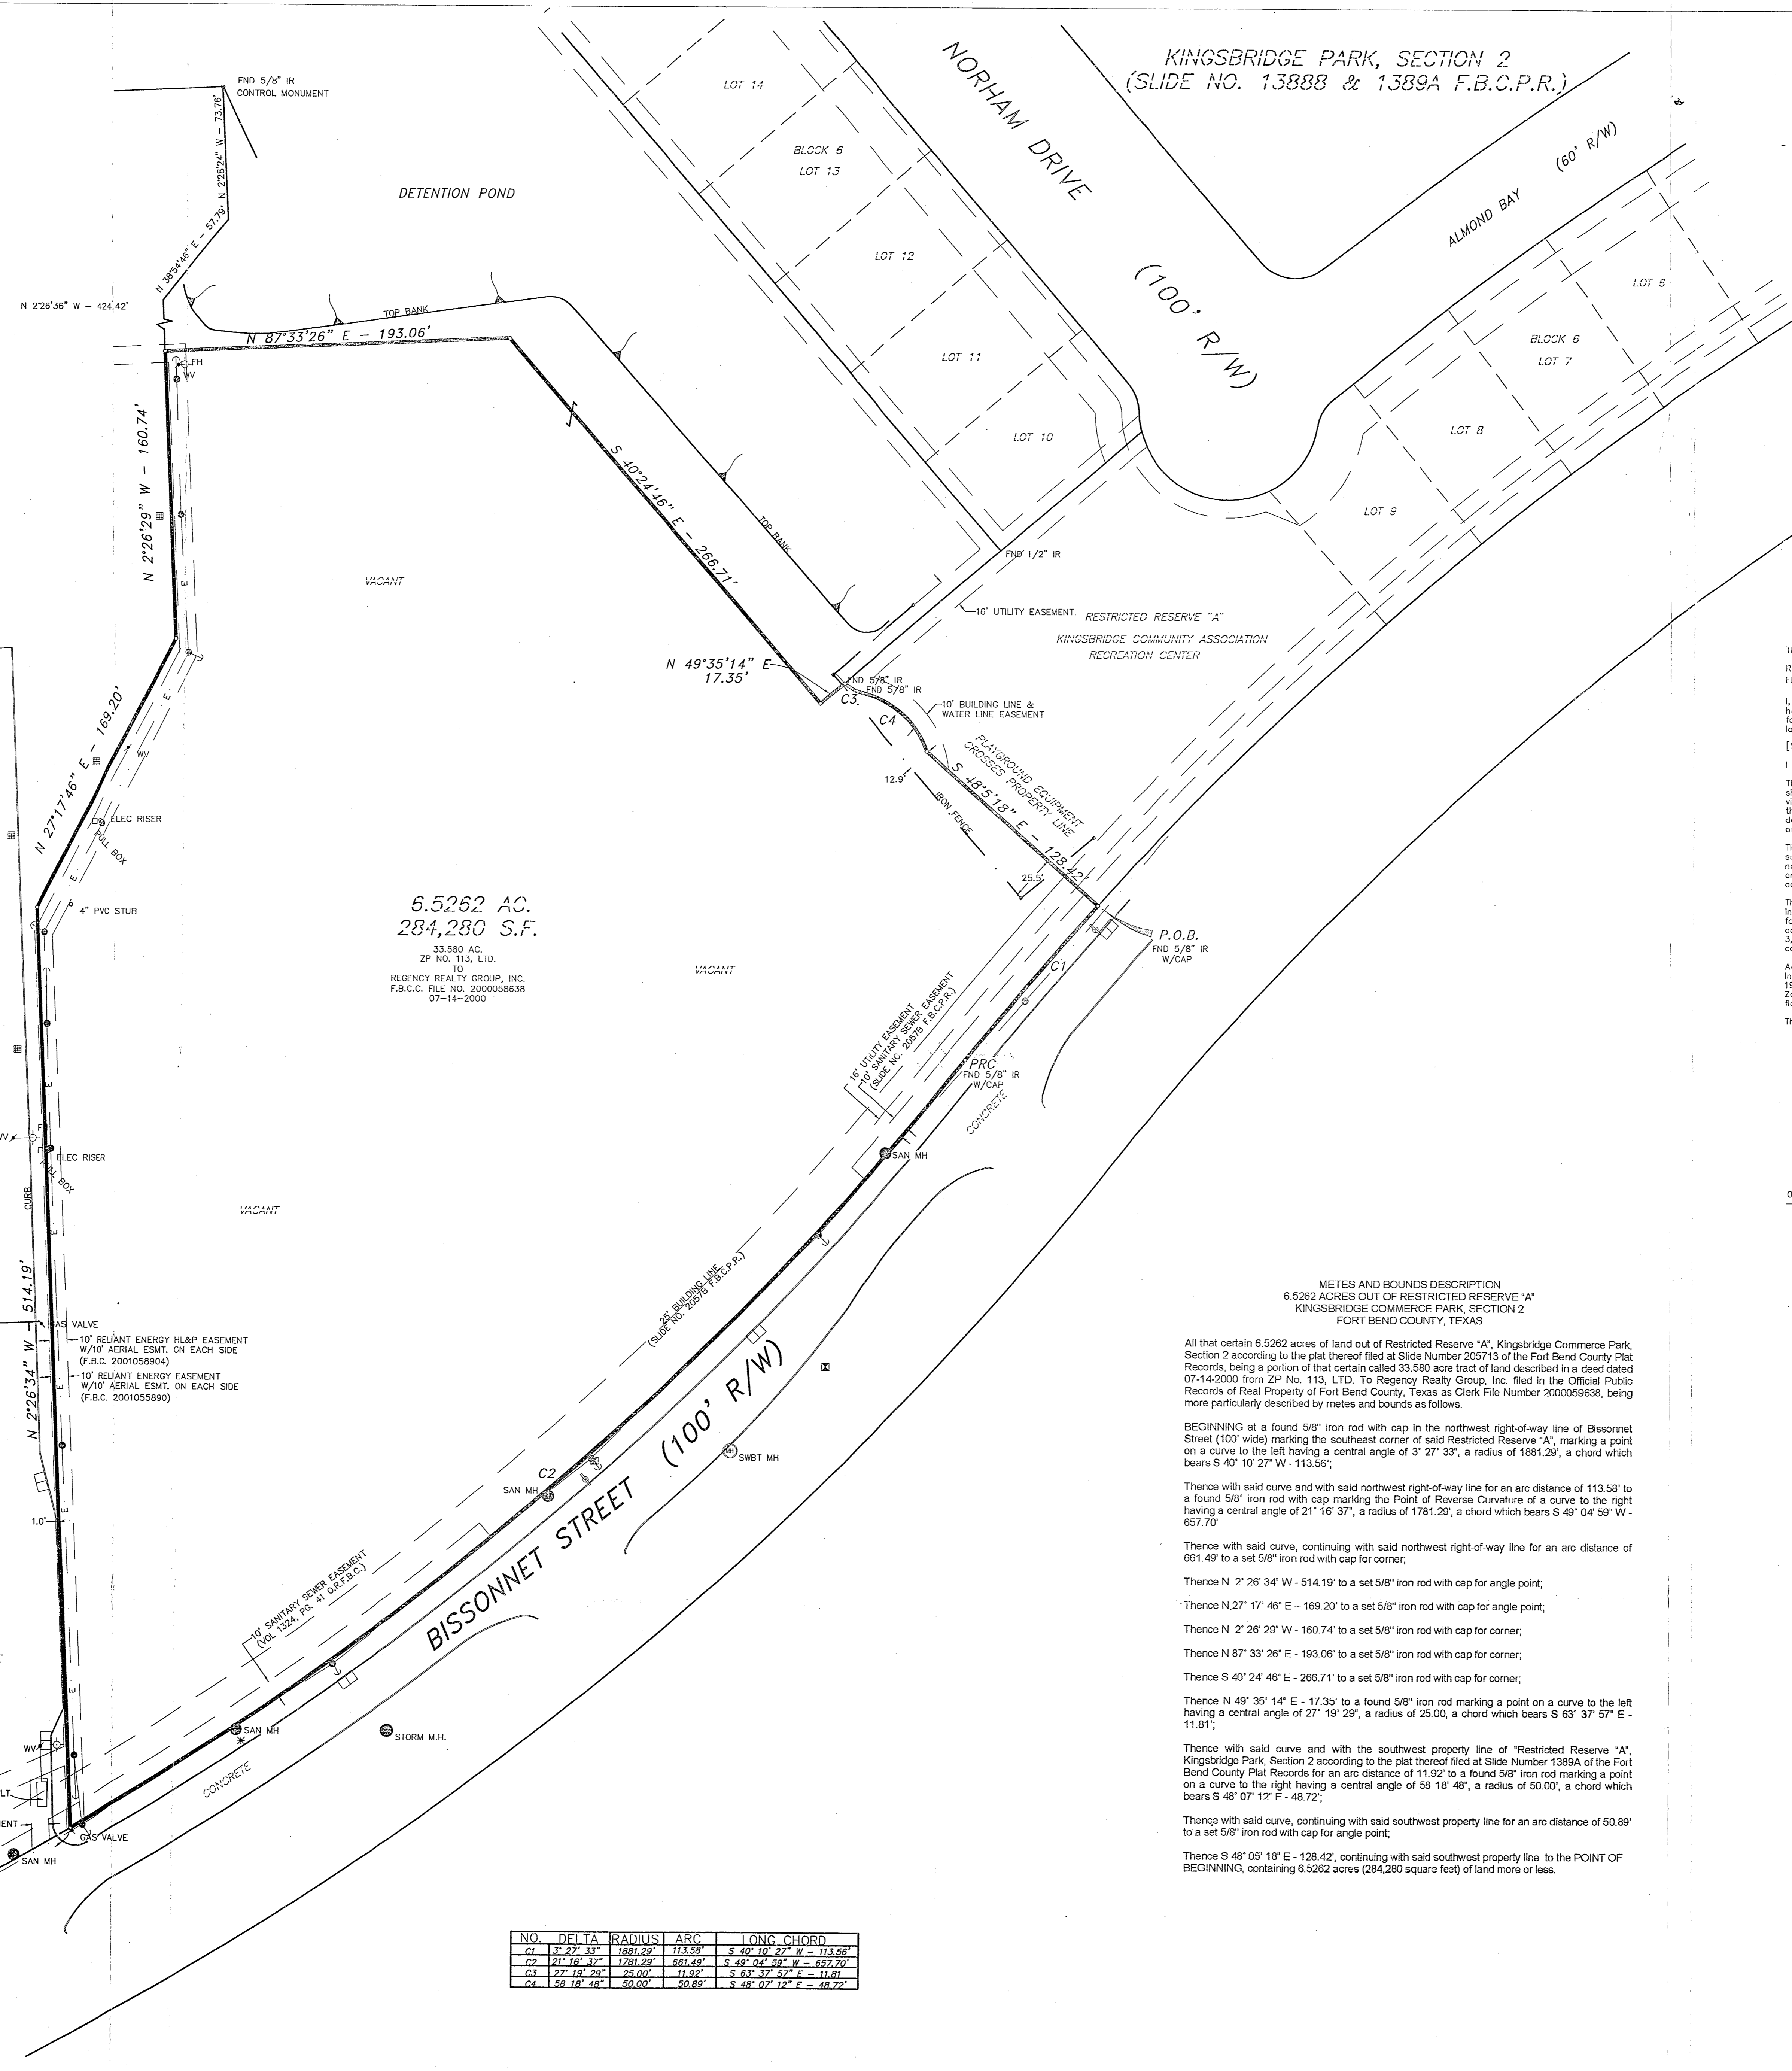 KINGSBRIDGE PARK, SECTION 2
(SLIDE NO. 13888 & 1389A F.B.C.P.R.)
FND 5/8" IR
CONTROL MONUMENT
N 2°28'24" W - 73.76'
N 38°54'46" E - 57.79'
N 2°26'36" W - 424.42'
DETENTION POND
TOP BANK
N 87°33'26" E - 193.06'
FH
WV
LOT 14
BLOCK 6
LOT 13
LOT 12
LOT 11
LOT 10
NORHAM DRIVE
(100' R/W)
ALMOND BAY
(60' R/W)
LOT 6
BLOCK 6
LOT 7
LOT 8
LOT 9
N 2°26'29" W - 160.74'
S 40°24'46" E - 266.71'
TOP BANK
VACANT
FND 1/2" IR
16' UTILITY EASEMENT
RESTRICTED RESERVE "A"
KINGSBRIDGE COMMUNITY ASSOCIATION
RECREATION CENTER
N 49°35'14" E
17.35'
FND 5/8" IR
FND 5/8" IR
C3
C4
10' BUILDING LINE &
WATER LINE EASEMENT
PLAYGROUND EQUIPMENT
CROSSES PROPERTY LINE
S 48°5'18" E - 128.42'
12.9'
IRON FENCE
25.5'
N 27°17'46" E - 169.20'
E
WV
ELEC RISER
PULL BOX
E
4" PVC STUB
6.5262 AC.
284,280 S.F.
33.580 AC.
ZP NO. 113, LTD.
TO
REGENCY REALTY GROUP, INC.
F.B.C.C. FILE NO. 2000058638
07-14-2000
VACANT
P.O.B.
FND 5/8" IR
W/CAP
C1
16' UTILITY EASEMENT
10' SANITARY SEWER EASEMENT
(SLIDE NO. 2057B F.B.C.P.R.)
PRC
FND 5/8" IR
W/CAP
CONCRETE
SAN MH
ELEC RISER
BOX
CURB
VACANT
25' BUILDING LINE
(SLIDE NO. 2057B F.B.C.P.R.)
N 2°26'34" W - 514.19'
GAS VALVE
10' RELIANT ENERGY HL&P EASEMENT
W/10' AERIAL ESMT. ON EACH SIDE
(F.B.C. 2001058904)
10' RELIANT ENERGY EASEMENT
W/10' AERIAL ESMT. ON EACH SIDE
(F.B.C. 2001055890)
1.0'
C2
SAN MH
MH
SWBT MH
BISSONNET STREET (100' R/W)
10' SANITARY SEWER EASEMENT
(VOL 1324, PG. 41 O.R.F.B.C.)
SAN MH
STORM M.H.
CONCRETE
WV
GAS VALVE
SAN MH
METES AND BOUNDS DESCRIPTION
6.5262 ACRES OUT OF RESTRICTED RESERVE "A"
KINGSBRIDGE COMMERCE PARK, SECTION 2
FORT BEND COUNTY, TEXAS
All that certain 6.5262 acres of land out of Restricted Reserve "A", Kingsbridge Commerce Park,
Section 2 according to the plat thereof filed at Slide Number 205713 of the Fort Bend County Plat
Records, being a portion of that certain called 33.580 acre tract of land described in a deed dated
07-14-2000 from ZP No. 113, LTD. To Regency Realty Group, Inc. filed in the Official Public
Records of Real Property of Fort Bend County, Texas as Clerk File Number 2000059638, being
more particularly described by metes and bounds as follows.
BEGINNING at a found 5/8" iron rod with cap in the northwest right-of-way line of Bissonnet
Street (100' wide) marking the southeast corner of said Restricted Reserve "A", marking a point
on a curve to the left having a central angle of 3° 27' 33", a radius of 1881.29', a chord which
bears S 40° 10' 27" W - 113.56';
Thence with said curve and with said northwest right-of-way line for an arc distance of 113.58' to
a found 5/8" iron rod with cap marking the Point of Reverse Curvature of a curve to the right
having a central angle of 21° 16' 37", a radius of 1781.29', a chord which bears S 49° 04' 59" W -
657.70'
Thence with said curve, continuing with said northwest right-of-way line for an arc distance of
661.49' to a set 5/8" iron rod with cap for corner;
Thence N 2° 26' 34" W - 514.19' to a set 5/8" iron rod with cap for angle point;
Thence N 27° 17' 46" E – 169.20' to a set 5/8" iron rod with cap for angle point;
Thence N 2° 26' 29" W - 160.74' to a set 5/8" iron rod with cap for corner;
Thence N 87° 33' 26" E - 193.06' to a set 5/8" iron rod with cap for corner;
Thence S 40° 24' 46" E - 266.71' to a set 5/8" iron rod with cap for corner;
Thence N 49° 35' 14" E - 17.35' to a found 5/8" iron rod marking a point on a curve to the left
having a central angle of 27° 19' 29", a radius of 25.00, a chord which bears S 63° 37' 57" E -
11.81';
Thence with said curve and with the southwest property line of "Restricted Reserve "A",
Kingsbridge Park, Section 2 according to the plat thereof filed at Slide Number 1389A of the Fort
Bend County Plat Records for an arc distance of 11.92' to a found 5/8" iron rod marking a point
on a curve to the right having a central angle of 58 18' 48", a radius of 50.00', a chord which
bears S 48° 07' 12" E - 48.72';
Thence with said curve, continuing with said southwest property line for an arc distance of 50.89'
to a set 5/8" iron rod with cap for angle point;
Thence S 48° 05' 18" E - 128.42', continuing with said southwest property line to the POINT OF
BEGINNING, containing 6.5262 acres (284,280 square feet) of land more or less.
NO. DELTA RADIUS ARC LONG CHORD
C1 3° 27' 33" 1881.29' 113.58' S 40° 10' 27" W - 113.56'
C2 21° 16' 37" 1781.29' 661.49' S 49° 04' 59" W - 657.70'
C3 27° 19' 29" 25.00' 11.92' S 63° 37' 57" E - 11.81
C4 58 18' 48" 50.00' 50.89' S 48° 07' 12" E - 48.72'